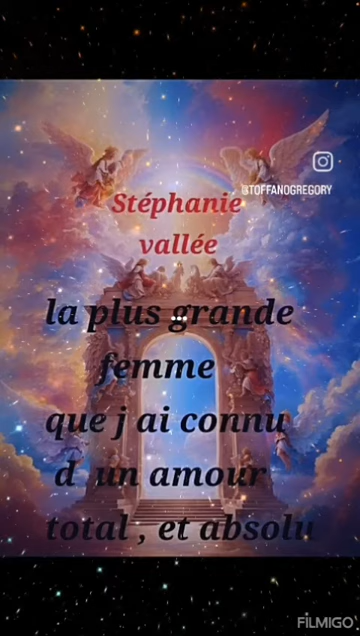 @TOFFANOGREGORY
Stéphanie
vallée
la plus grande
femme
que j ai connu
d un amour
total , et absolu
FiLMiGO